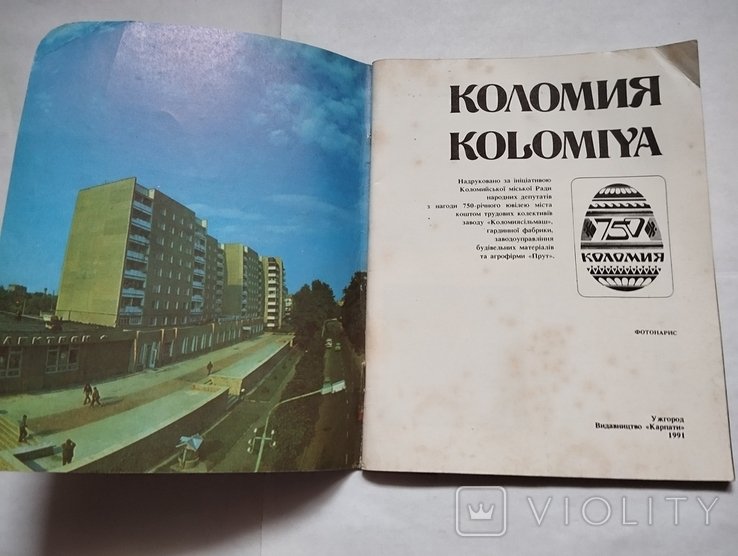 КОЛОМИЯ
KOLOMIYA
Надруковано за ініціативою
Коломийської міської Ради
народних депутатів
з нагоди 750-річного ювілею міста
коштом трудових колективів
заводу «Коломиясільмаш»,
гардинної фабрики,
заводоуправління
будівельних матеріалів
та агрофірми «Прут».
750
КОЛОМИЯ
ФОТОНАРИС
Ужгород
Видавництво «Карпати»
1991
VIOLITY